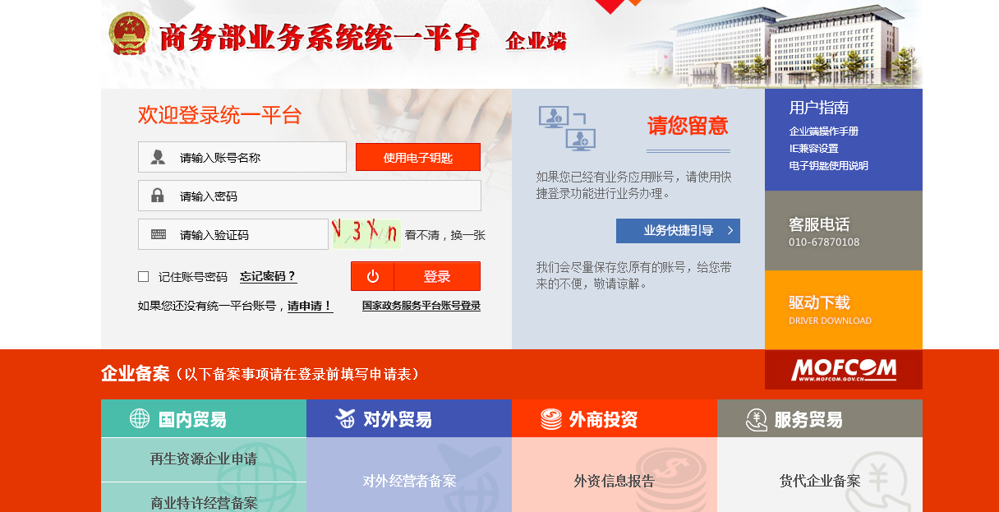 商务部业务系统统一平台 企业端
欢迎登录统一平台
请输入账号名称 使用电子钥匙
请输入密码
请输入验证码 V3Xn 看不清，换一张
记住账号密码 忘记密码？ 登录
如果您还没有统一平台账号，请申请！ 国家政务服务平台账号登录
请您留意
如果您已经有业务应用账号，请使用快
捷登录功能进行业务办理。
业务快捷引导
我们会尽量保存您原有的账号，给您带
来的不便，敬请谅解。
用户指南
企业端操作手册
IE兼容设置
电子钥匙使用说明
客服电话
010-67870108
驱动下载
DRIVER DOWNLOAD
MOFCOM
WWW.MOFCOM.GOV.CN
企业备案（以下备案事项请在登录前填写申请表）
国内贸易
再生资源企业申请
商业特许经营备案
对外贸易
对外经营者备案
外商投资
外资信息报告
服务贸易
货代企业备案